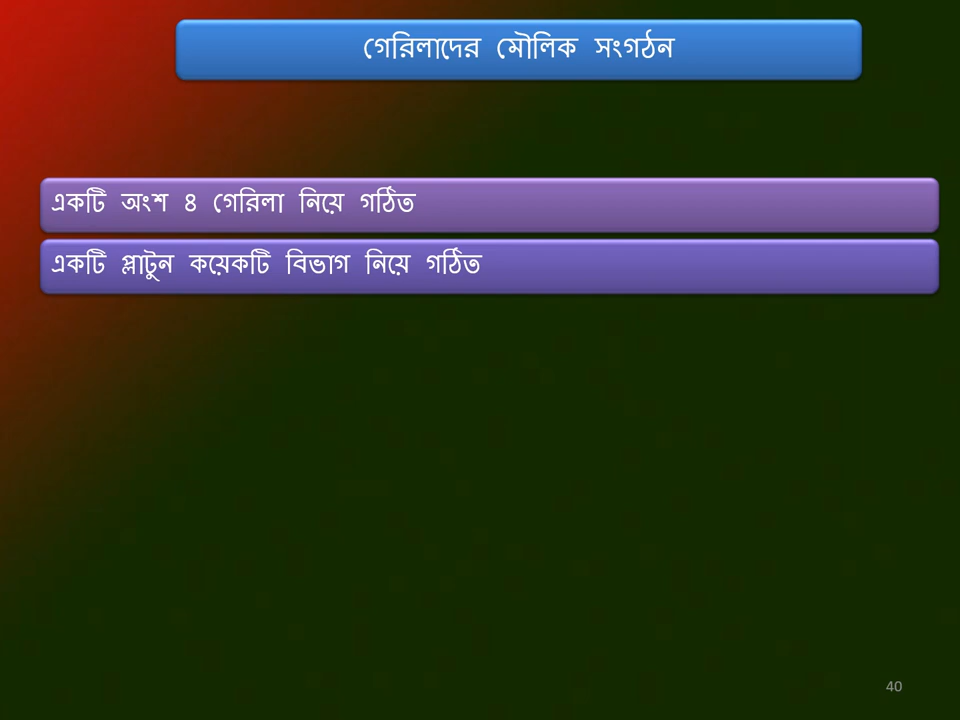 গেরিলাদের মৌলিক সংগঠন
একটি অংশ ৪ গেরিলা নিয়ে গঠিত
একটি প্লাটুন কয়েকটি বিভাগ নিয়ে গঠিত
40